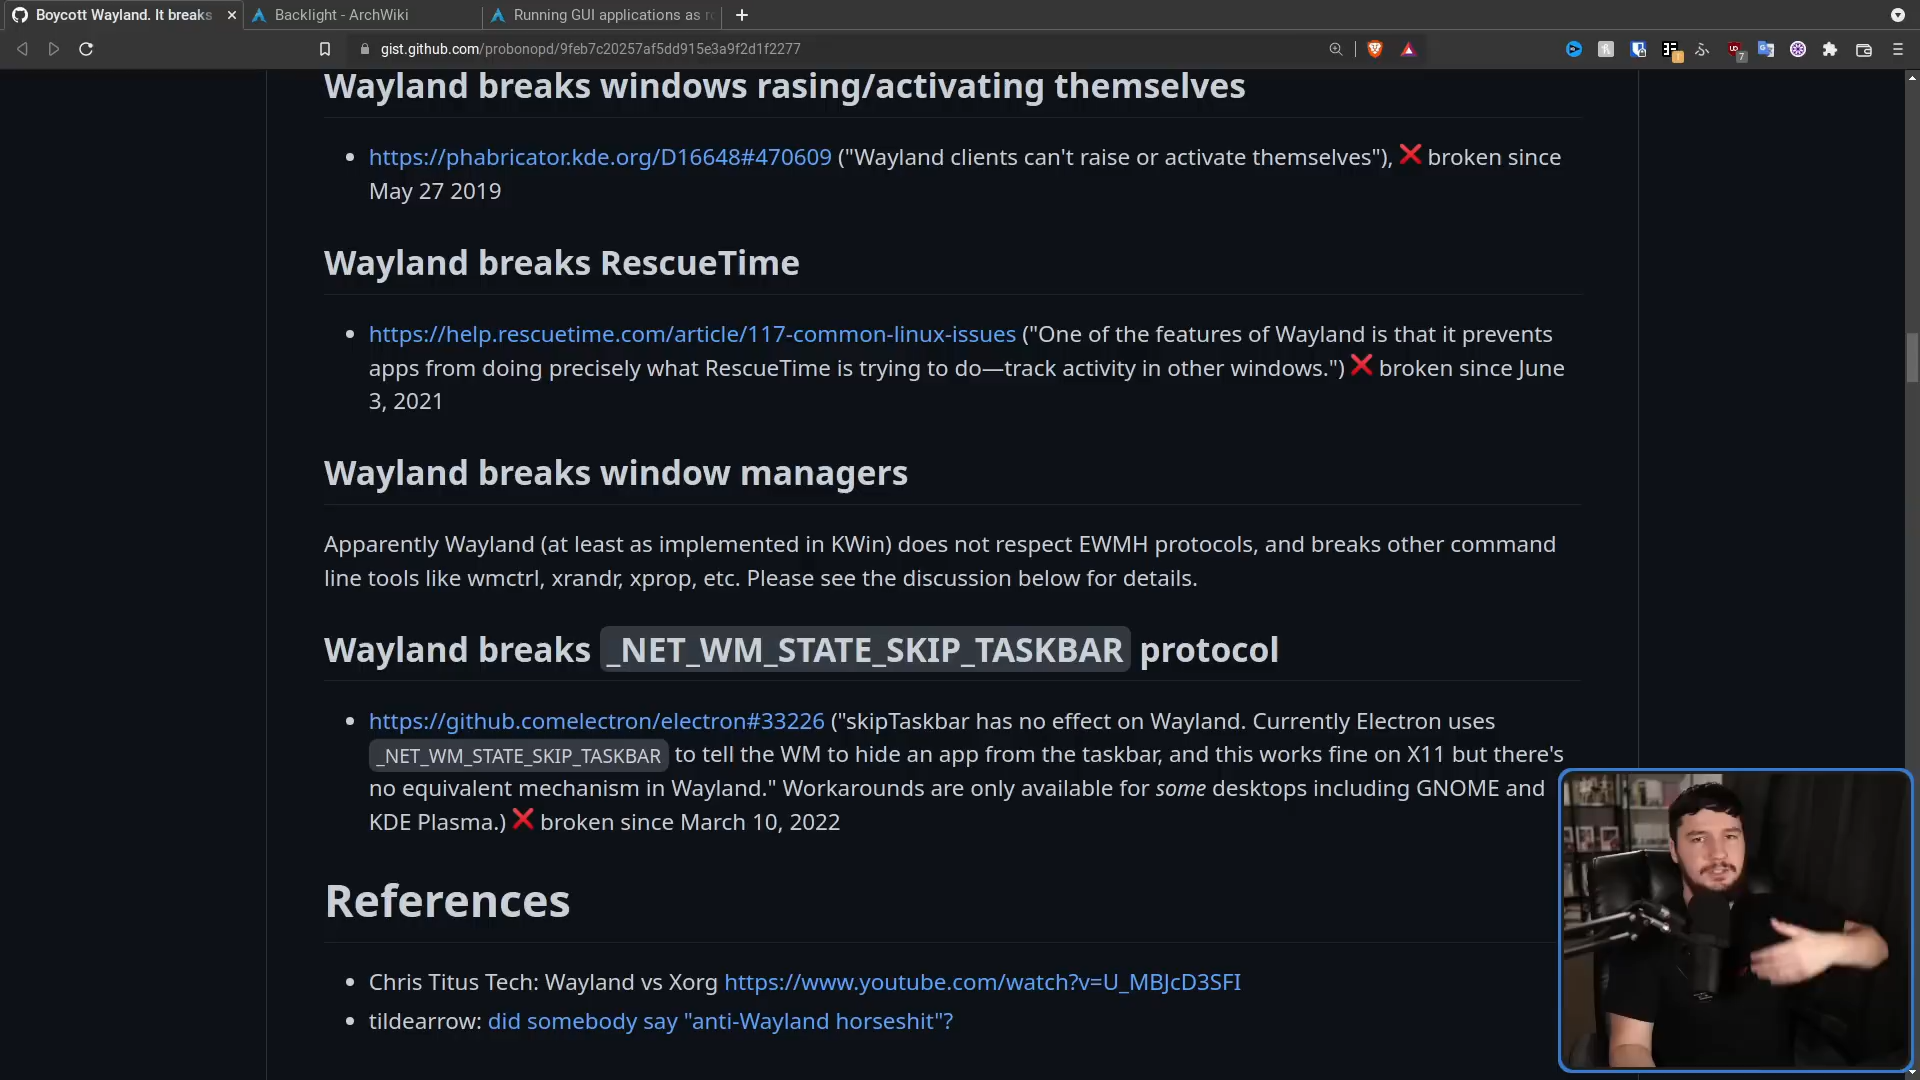 Boycott Wayland. It breaks
Backlight - ArchWiki
Running GUI applications as ro
gist.github.com/probonopd/9feb7c20257af5dd915e3a9f2d1f2277
Wayland breaks windows rasing/activating themselves
https://phabricator.kde.org/D16648#470609 ("Wayland clients can't raise or activate themselves"), ❌ broken since
May 27 2019
Wayland breaks RescueTime
https://help.rescuetime.com/article/117-common-linux-issues ("One of the features of Wayland is that it prevents
apps from doing precisely what RescueTime is trying to do—track activity in other windows.") ❌ broken since June
3, 2021
Wayland breaks window managers
Apparently Wayland (at least as implemented in KWin) does not respect EWMH protocols, and breaks other command
line tools like wmctrl, xrandr, xprop, etc. Please see the discussion below for details.
Wayland breaks _NET_WM_STATE_SKIP_TASKBAR protocol
https://github.comelectron/electron#33226 ("skipTaskbar has no effect on Wayland. Currently Electron uses
_NET_WM_STATE_SKIP_TASKBAR to tell the WM to hide an app from the taskbar, and this works fine on X11 but there's
no equivalent mechanism in Wayland." Workarounds are only available for some desktops including GNOME and
KDE Plasma.) ❌ broken since March 10, 2022
References
Chris Titus Tech: Wayland vs Xorg https://www.youtube.com/watch?v=U_MBJcD3SFI
tildearrow: did somebody say "anti-Wayland horseshit"?